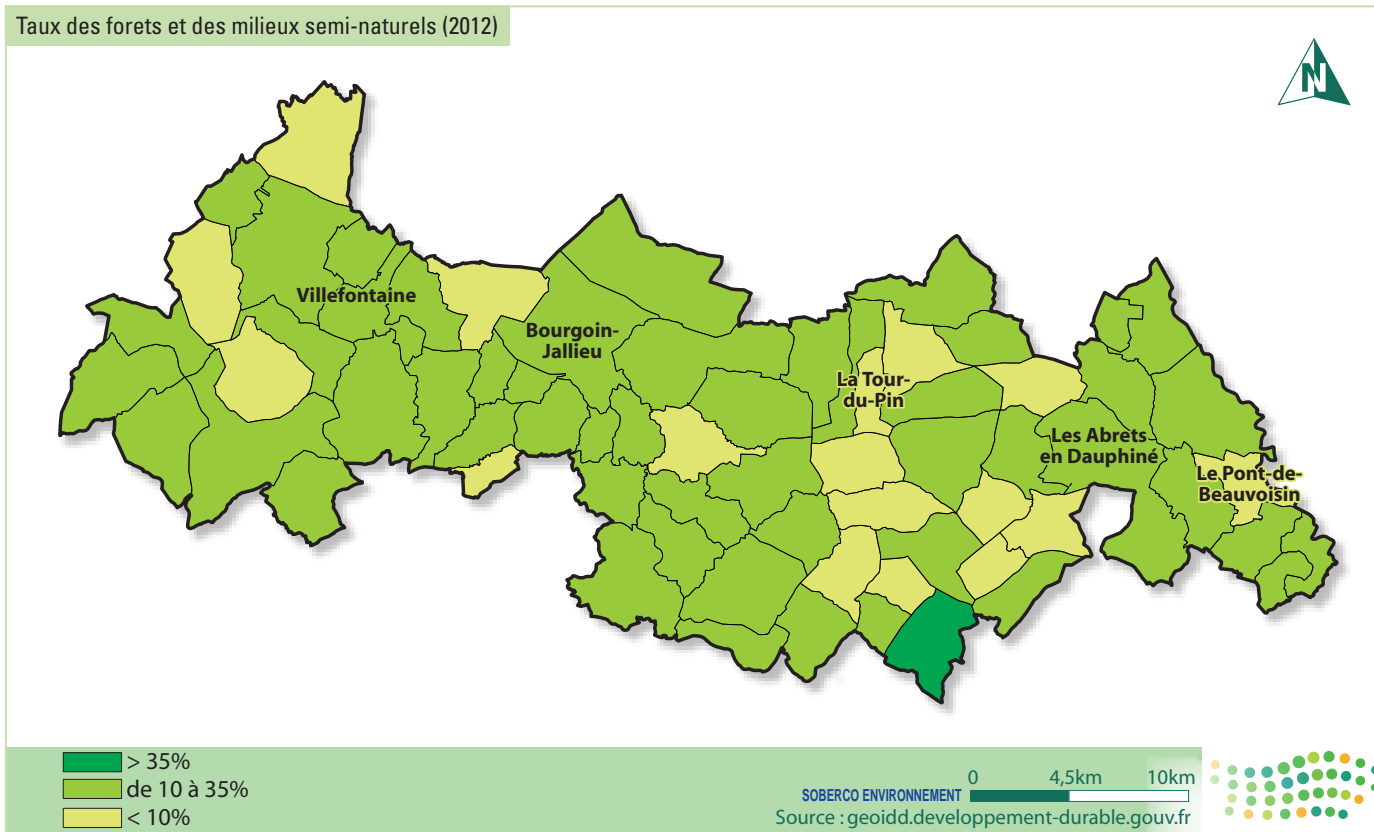 Taux des forets et des milieux semi-naturels (2012)
N
Villefontaine
Bourgoin-
Jallieu
La Tour-
du-Pin
Les Abrets
en Dauphiné
Le Pont-de-
Beauvoisin
> 35%
de 10 à 35%
< 10%
0 4,5km 10km
SOBERCO ENVIRONNEMENT
Source : geoidd.developpement-durable.gouv.fr